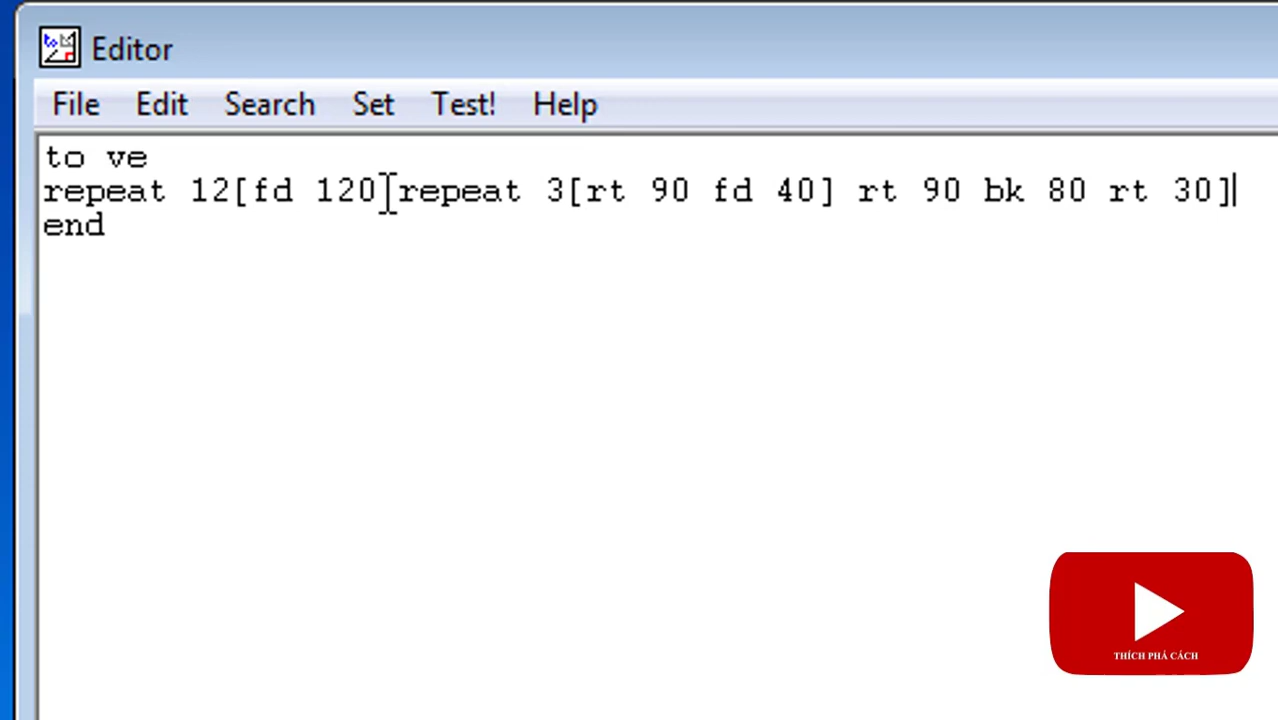 Editor
File Edit Search Set Test! Help
to ve
repeat 12[fd 120 repeat 3[rt 90 fd 40] rt 90 bk 80 rt 30]
end
THÍCH PHÁ CÁCH